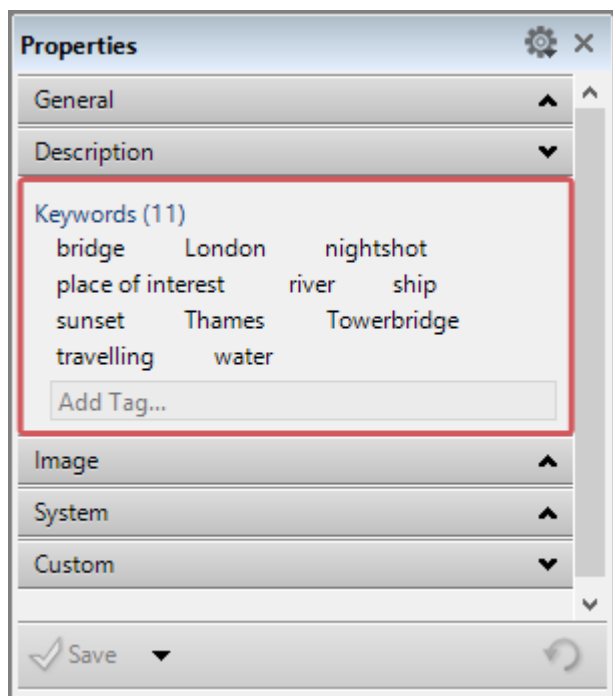 Properties
General
Description
Keywords (11)
bridge London nightshot
place of interest river ship
sunset Thames Towerbridge
travelling water
Add Tag...
Image
System
Custom
Save